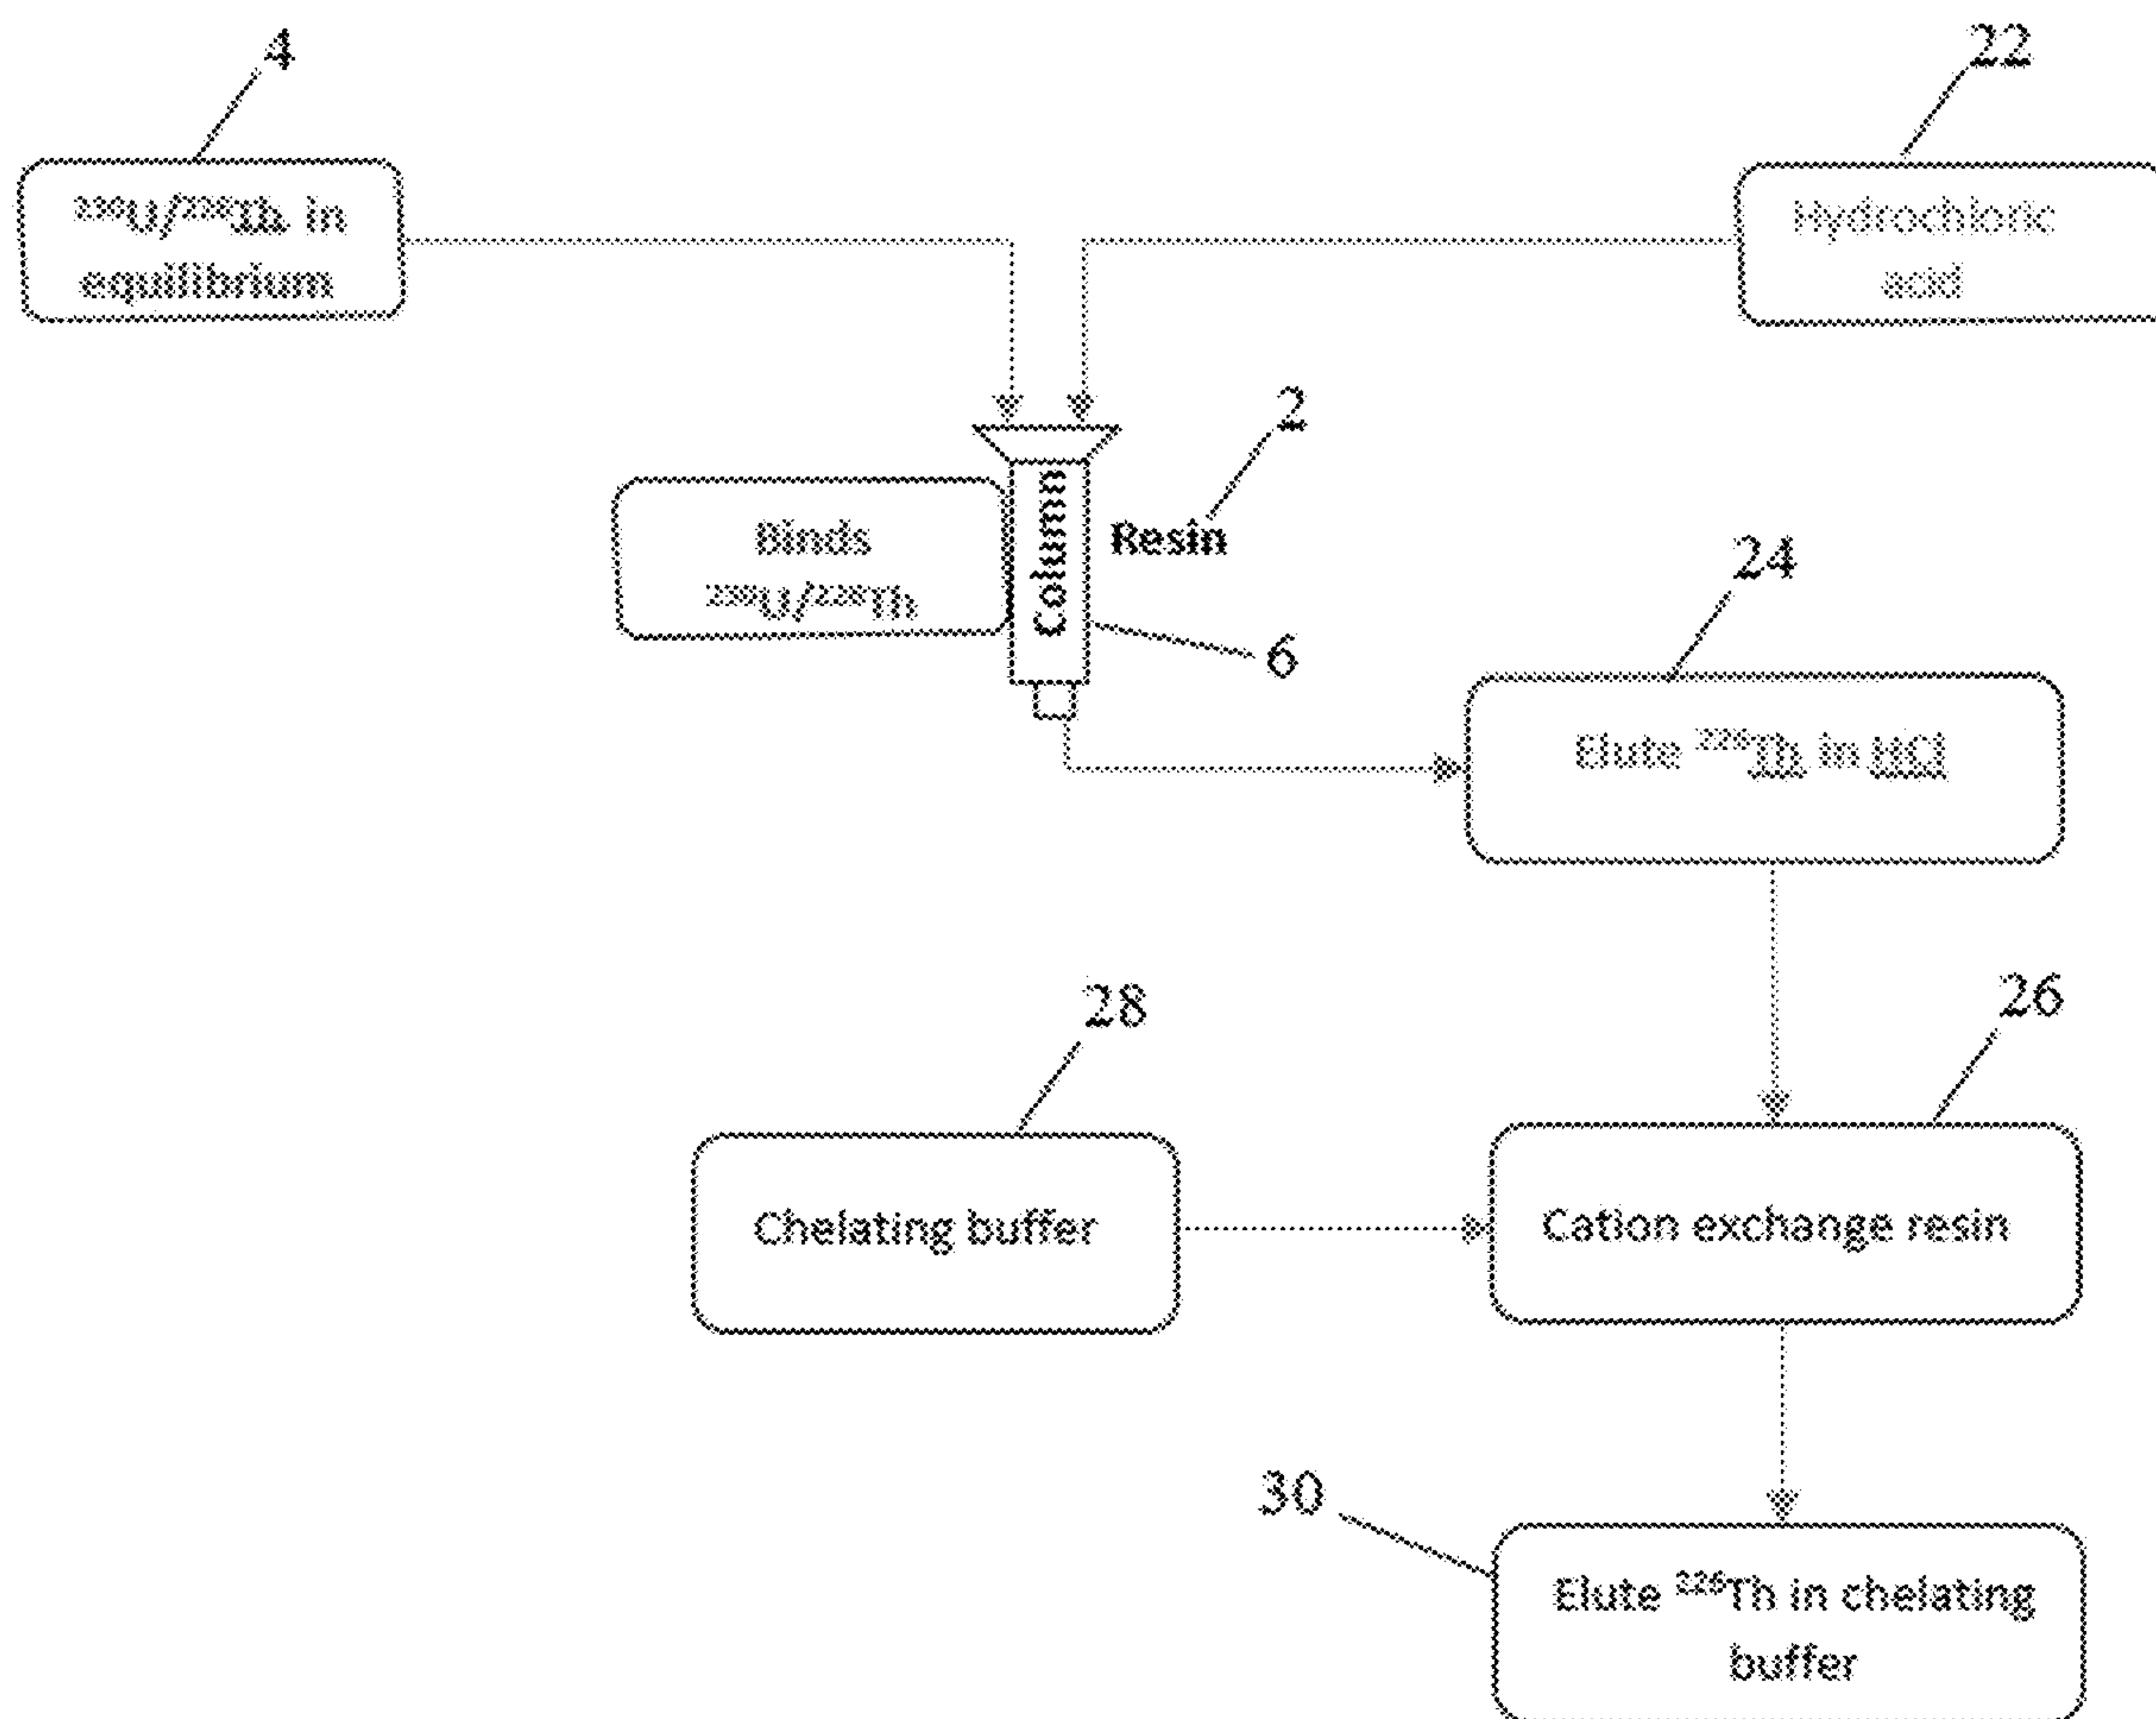 4
22
²³⁰U/²²⁶Th in
equilibrium
Hydrochloric
acid
2
Column
Resin
Binds
²³⁰U/²²⁶Th
6
24
Elute ²²⁶Th in HCl
28
26
Chelating buffer
Cation exchange resin
30
Elute ²²⁶Th in chelating
buffer